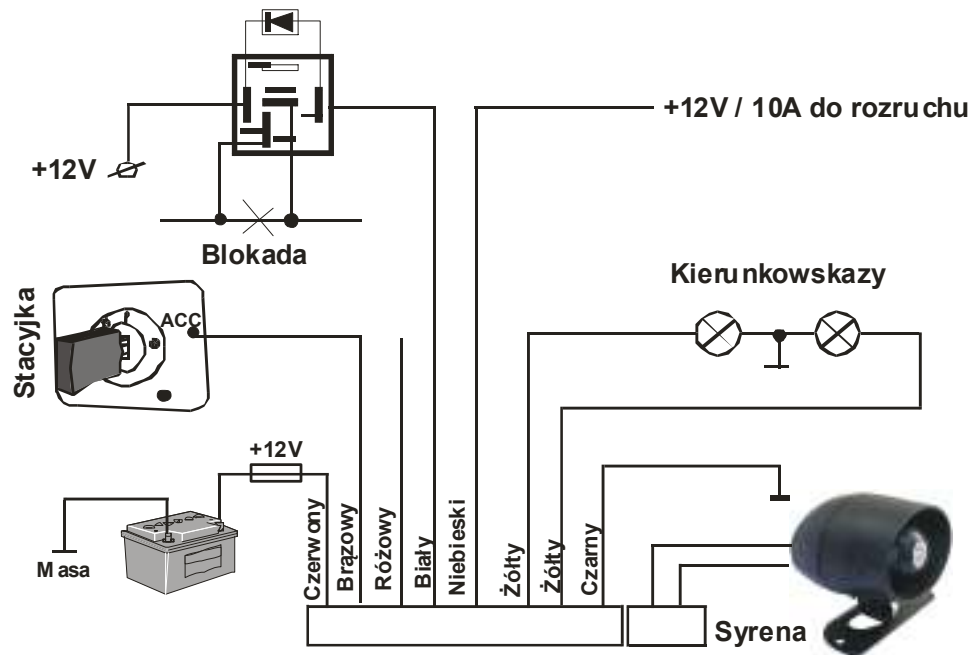 +12V / 10A do rozruchu
+12V
Blokada
Kierunkowskazy
Stacyjka
ACC
+12V
Masa
Czerwony
Brązowy
Różowy
Biały
Niebieski
Żółty
Żółty
Czarny
Syrena